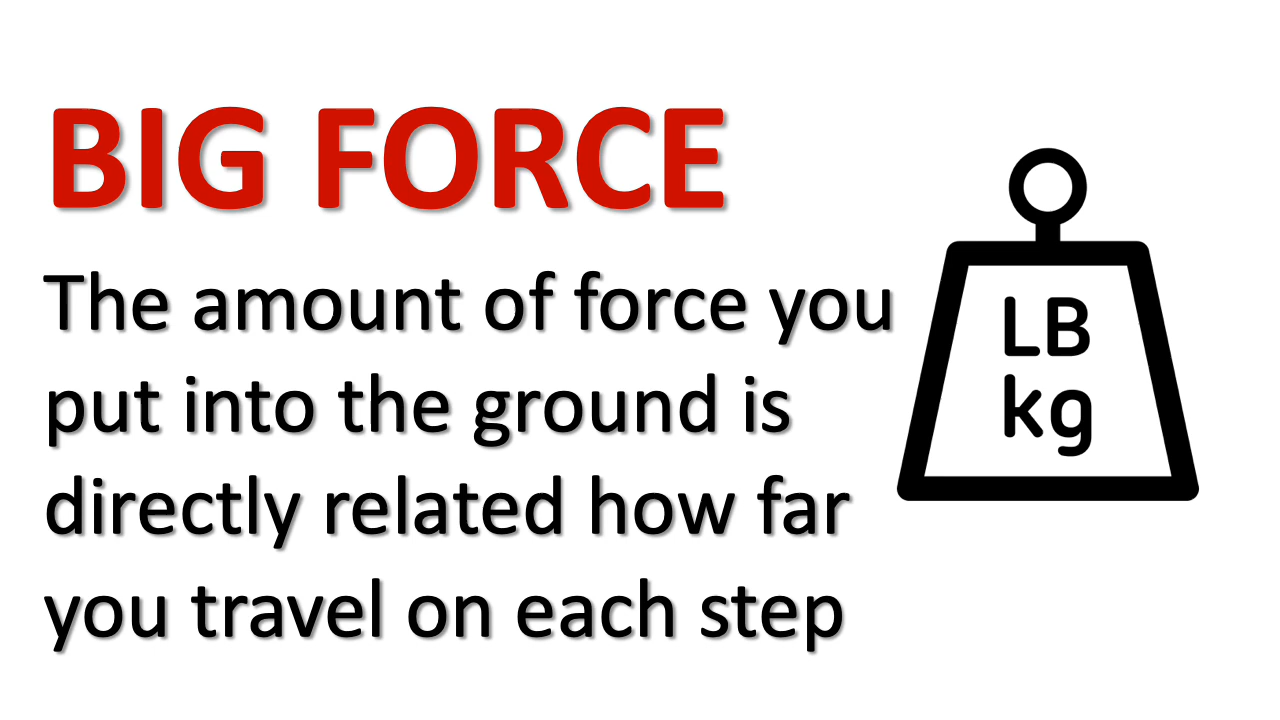 BIG FORCE
The amount of force you
put into the ground is
directly related how far
you travel on each step
LB
kg